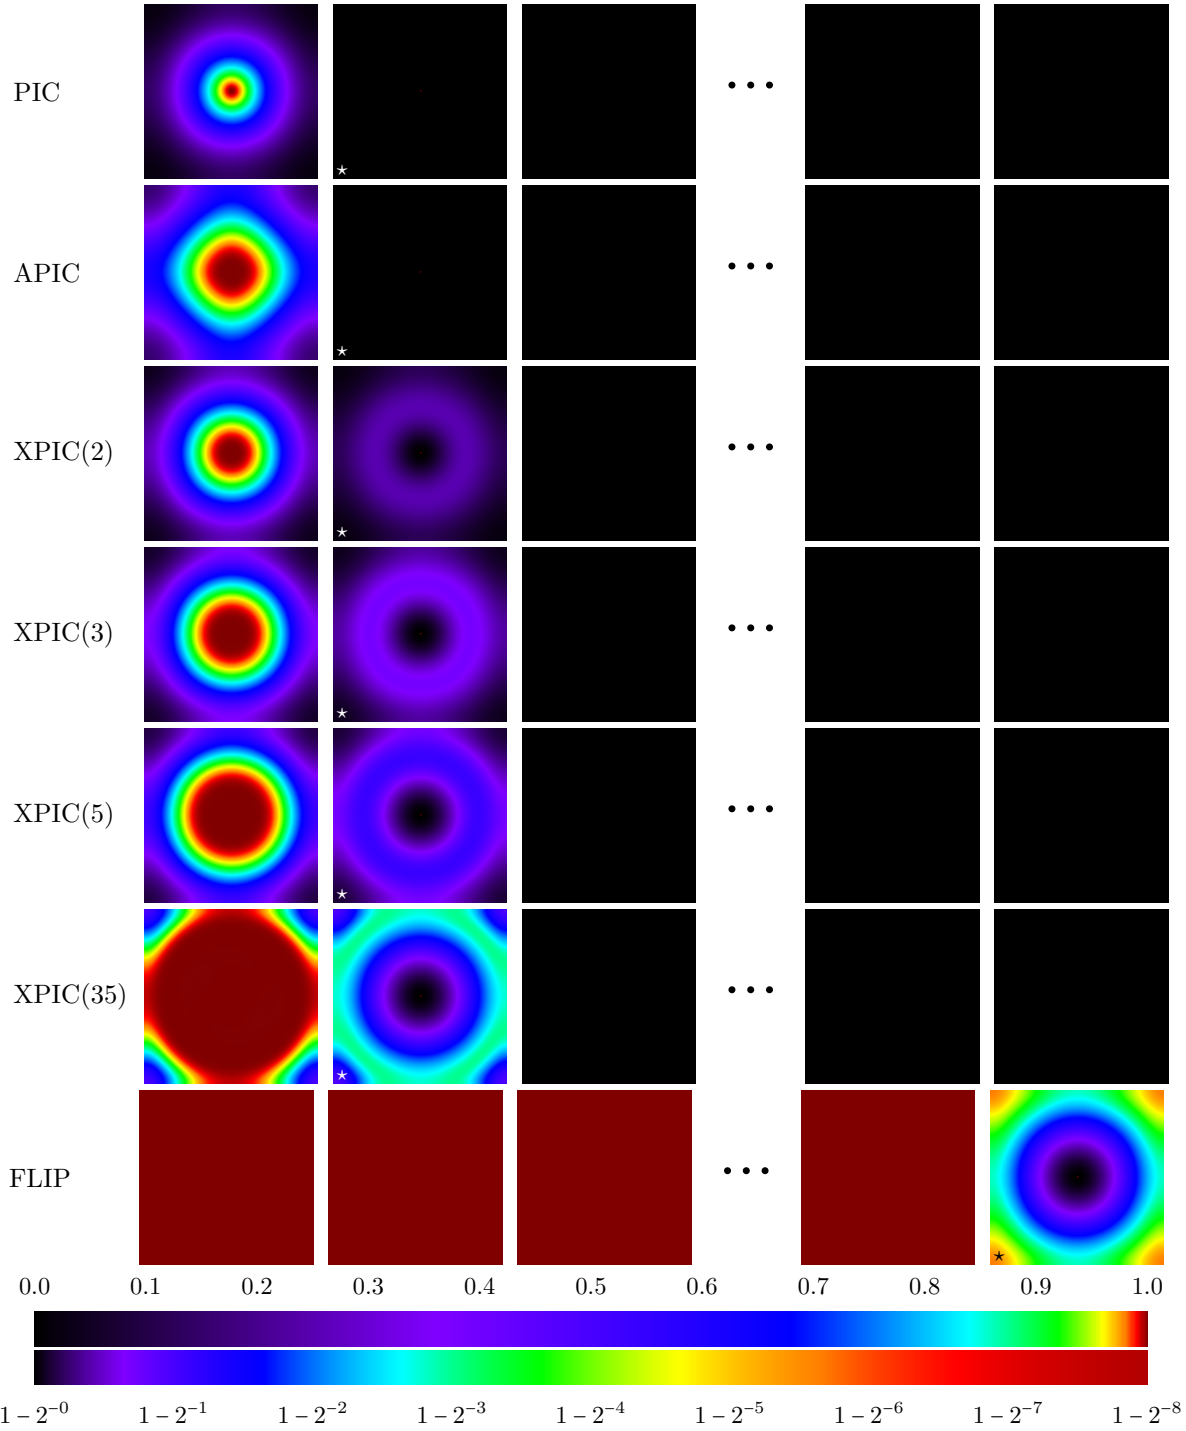 PIC
⋆
• • •
APIC
⋆
• • •
XPIC(2)
⋆
• • •
XPIC(3)
⋆
• • •
XPIC(5)
⋆
• • •
XPIC(35)
⋆
• • •
FLIP
• • •
⋆
0.0 0.1 0.2 0.3 0.4 0.5 0.6 0.7 0.8 0.9 1.0
1 − 2⁻⁰ 1 − 2⁻¹ 1 − 2⁻² 1 − 2⁻³ 1 − 2⁻⁴ 1 − 2⁻⁵ 1 − 2⁻⁶ 1 − 2⁻⁷ 1 − 2⁻⁸